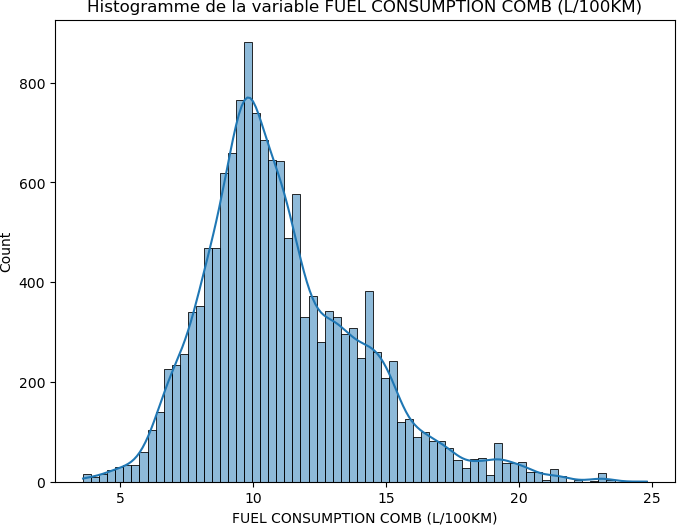 Histogramme de la variable FUEL CONSUMPTION COMB (L/100KM)
800
600
400
200
0
Count
5 10 15 20 25
FUEL CONSUMPTION COMB (L/100KM)